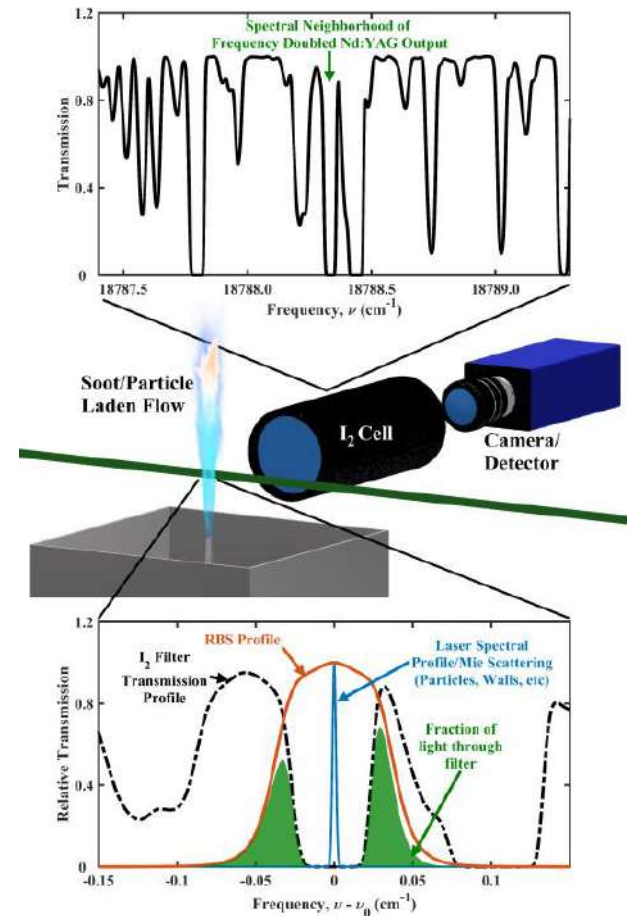 Spectral Neighborhood of
Frequency Doubled Nd:YAG Output
1.2
0.8
0.4
0
Transmission
18787.5
18788.0
18788.5
18789.0
Frequency, ν (cm⁻¹)
Soot/Particle
Laden Flow
I₂ Cell
Camera/
Detector
1.2
0.8
0.4
0
Relative Transmission
RBS Profile
I₂ Filter
Transmission
Profile
Laser Spectral
Profile/Mie Scattering
(Particles, Walls, etc)
Fraction of
light through
filter
-0.15
-0.1
-0.05
0
0.05
0.1
Frequency, ν - ν₀ (cm⁻¹)